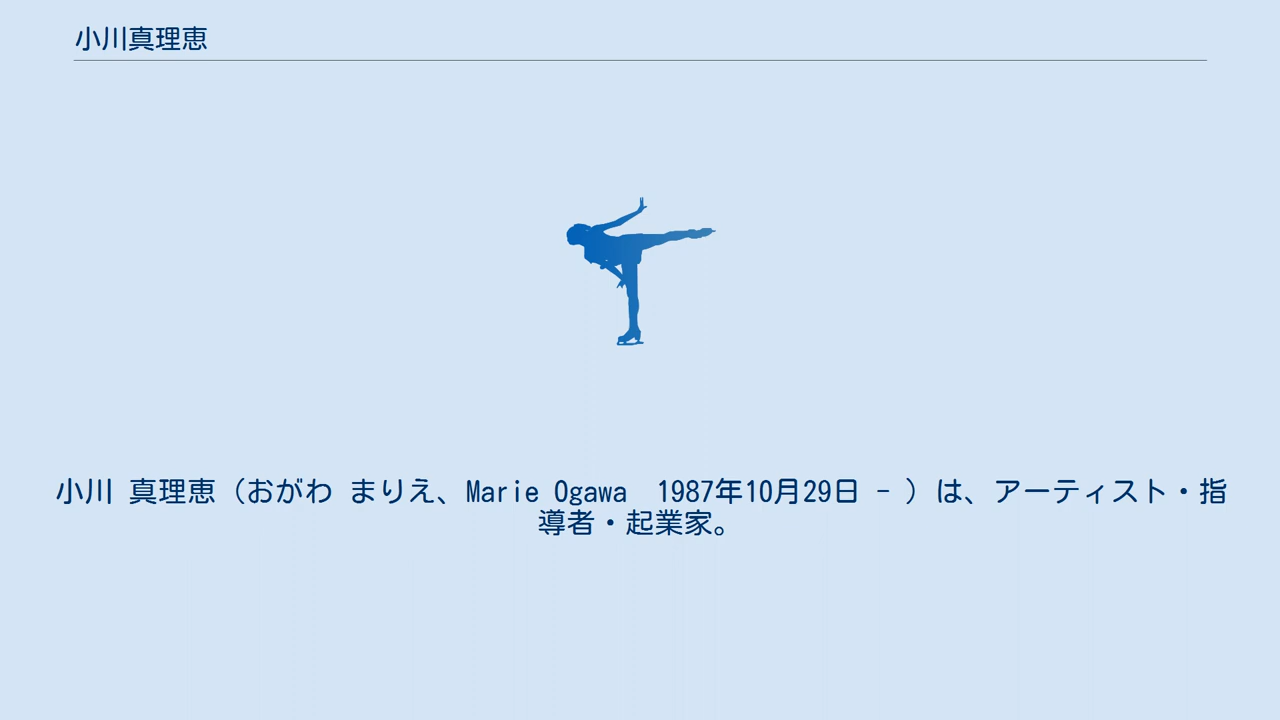 小川真理恵
小川 真理恵（おがわ まりえ、Marie Ogawa　1987年10月29日 - ）は、アーティスト・指
導者・起業家。